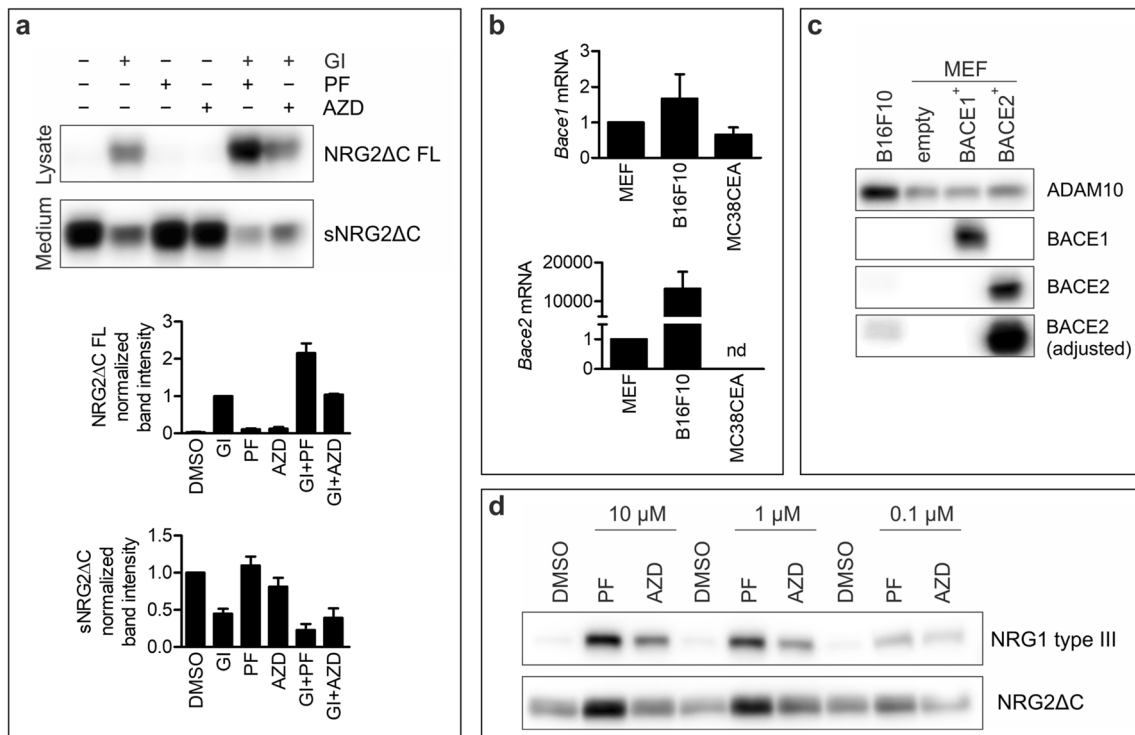 a
– + – – + + GI
– – + – + – PF
– – – + – + AZD
Lysate
NRG2ΔC FL
Medium
sNRG2ΔC
NRG2ΔC FL
normalized
band intensity
3
2
1
0
DMSO
GI
PF
AZD
GI+PF
GI+AZD
sNRG2ΔC
normalized
band intensity
1.5
1.0
0.5
0.0
DMSO
GI
PF
AZD
GI+PF
GI+AZD
b
Bace1 mRNA
3
2
1
0
MEF
B16F10
MC38CEA
Bace2 mRNA
20000
10000
1
0
nd
MEF
B16F10
MC38CEA
c
MEF
B16F10
empty
BACE1+
BACE2+
ADAM10
BACE1
BACE2
BACE2
(adjusted)
d
10 µM 1 µM 0.1 µM
DMSO
PF
AZD
DMSO
PF
AZD
DMSO
PF
AZD
NRG1 type III
NRG2ΔC